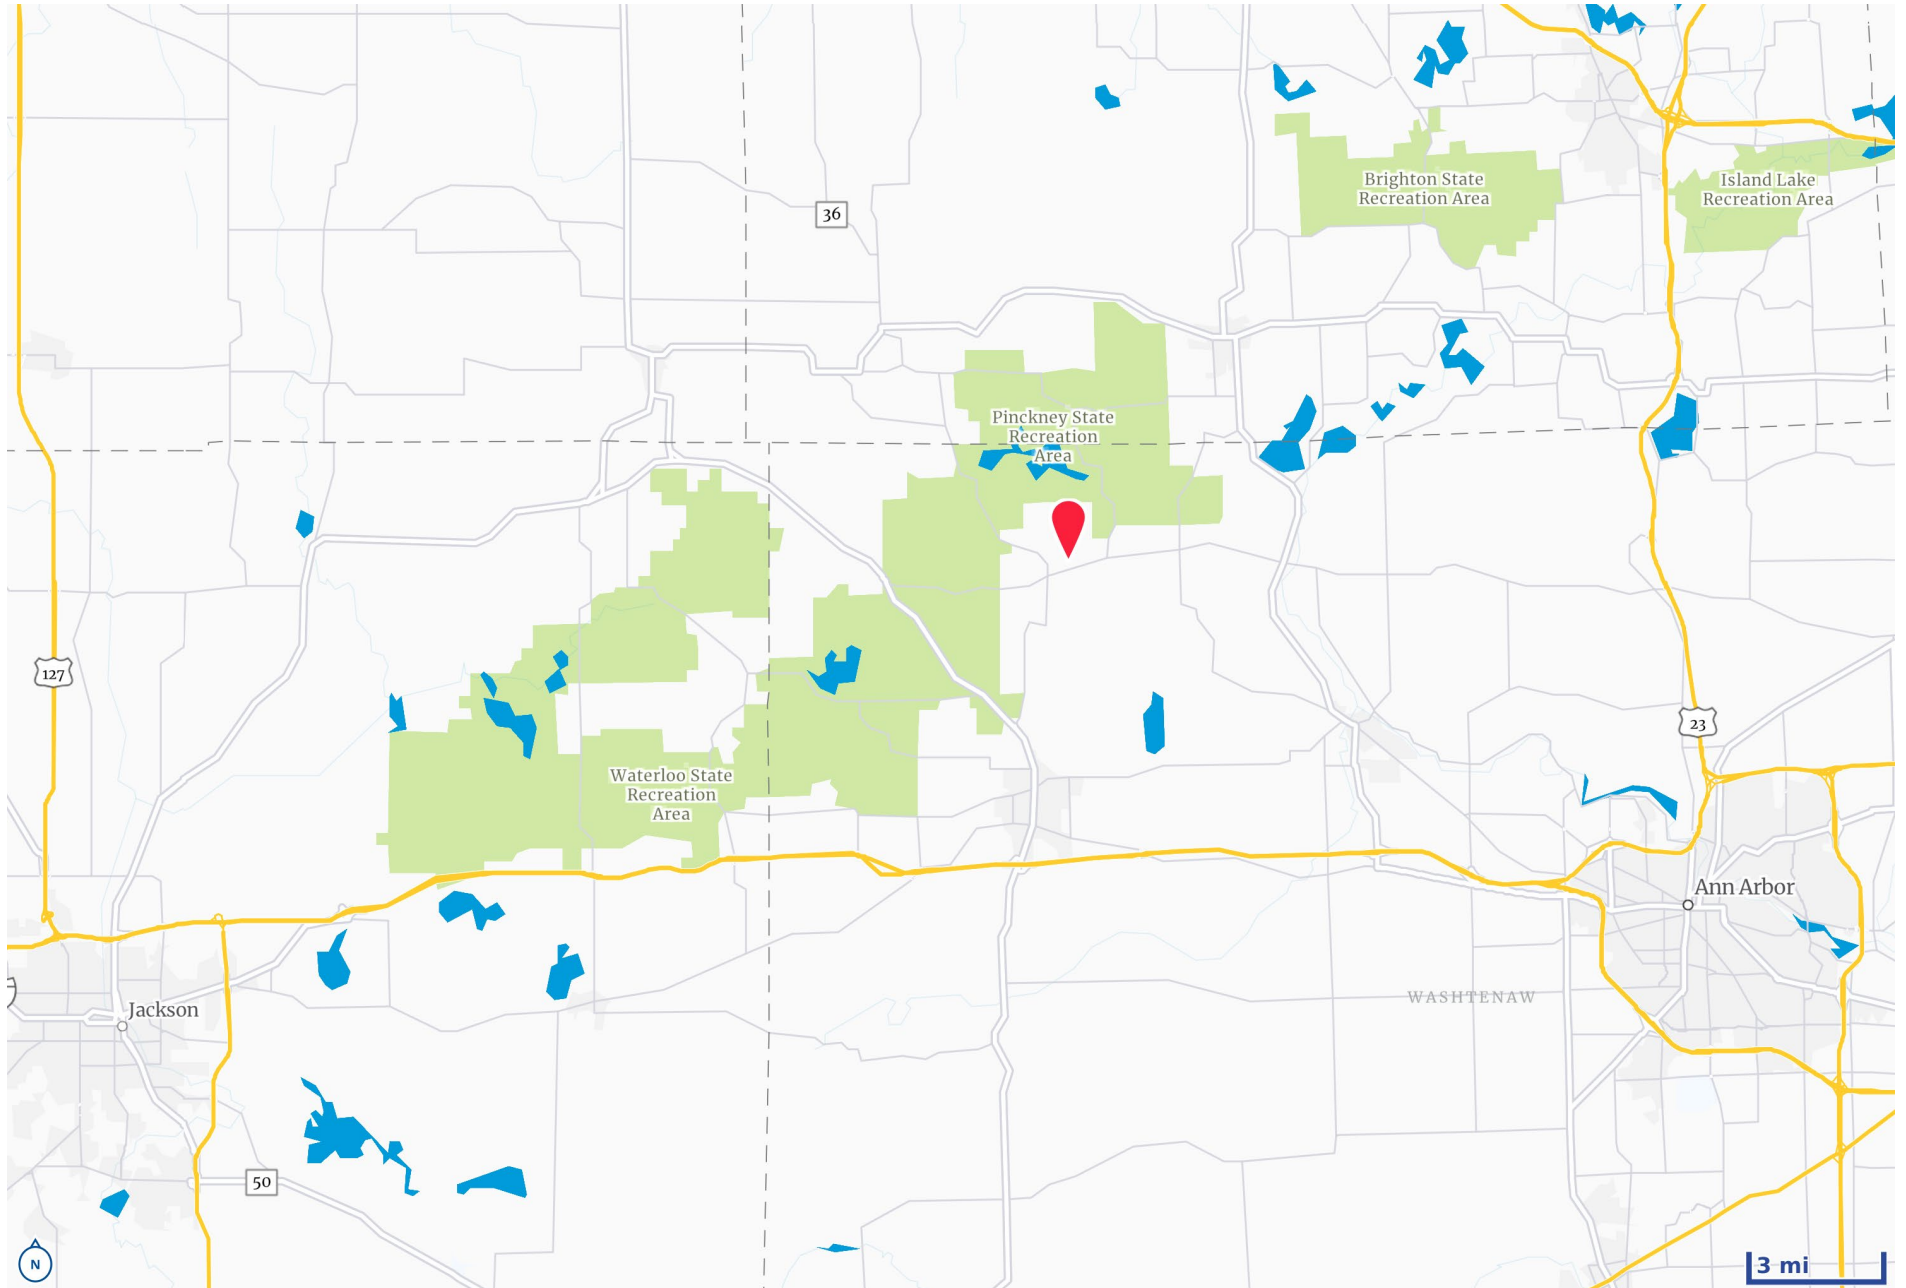 Brighton State
Recreation Area
Island Lake
Recreation Area
36
Pinckney State
Recreation
Area
127
23
Waterloo State
Recreation
Area
Ann Arbor
WASHTENAW
Jackson
50
N
3 mi